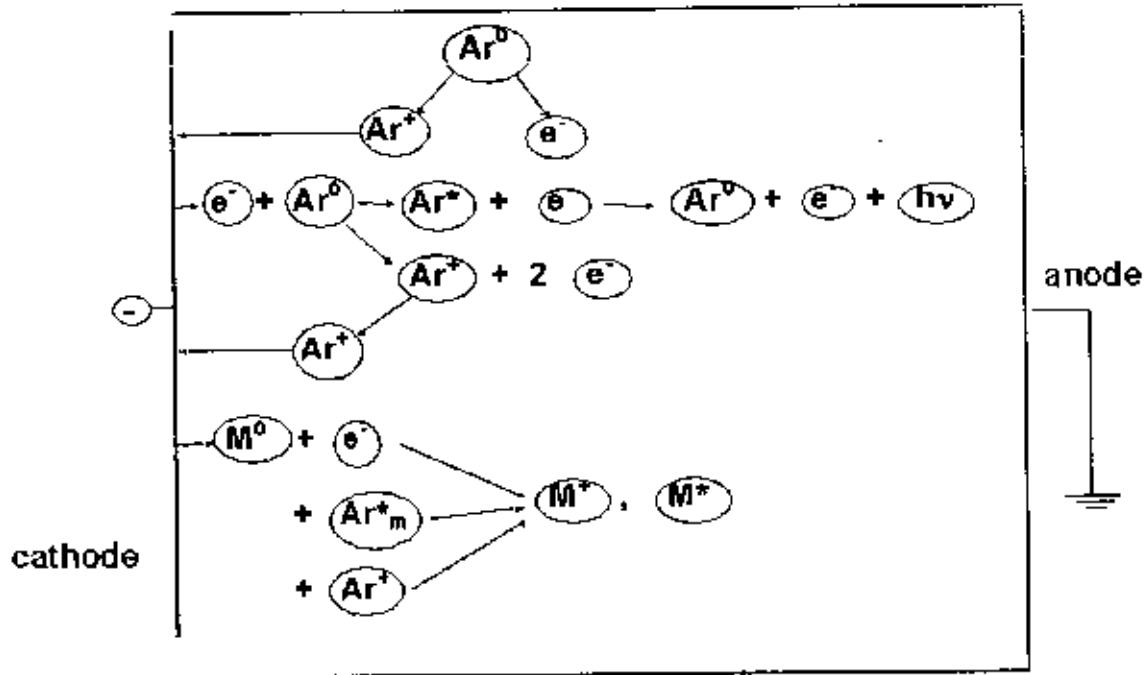 Ar⁰
Ar⁺ e⁻
e⁻ + Ar⁰ Ar* + e Ar⁰ + e⁻ + hν
Ar⁺ + 2 e⁻
anode
-
Ar⁺
M⁰ + e⁻
M⁺ , M*
+ Ar*ₘ
cathode
+ Ar⁺